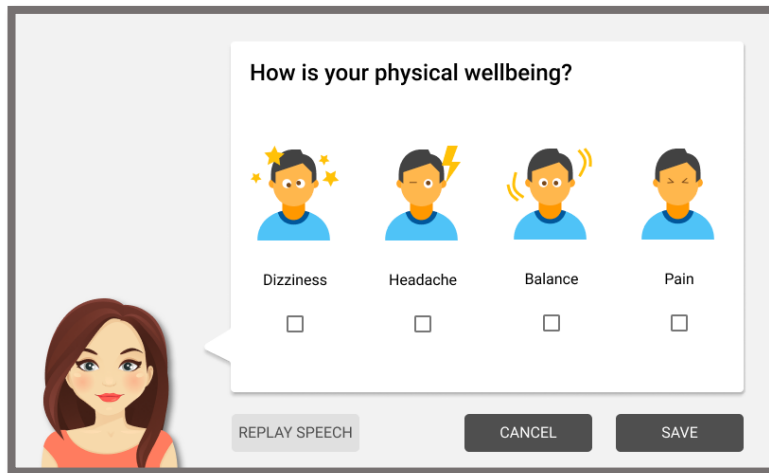 How is your physical wellbeing?
Dizziness
Headache
Balance
Pain
REPLAY SPEECH
CANCEL
SAVE